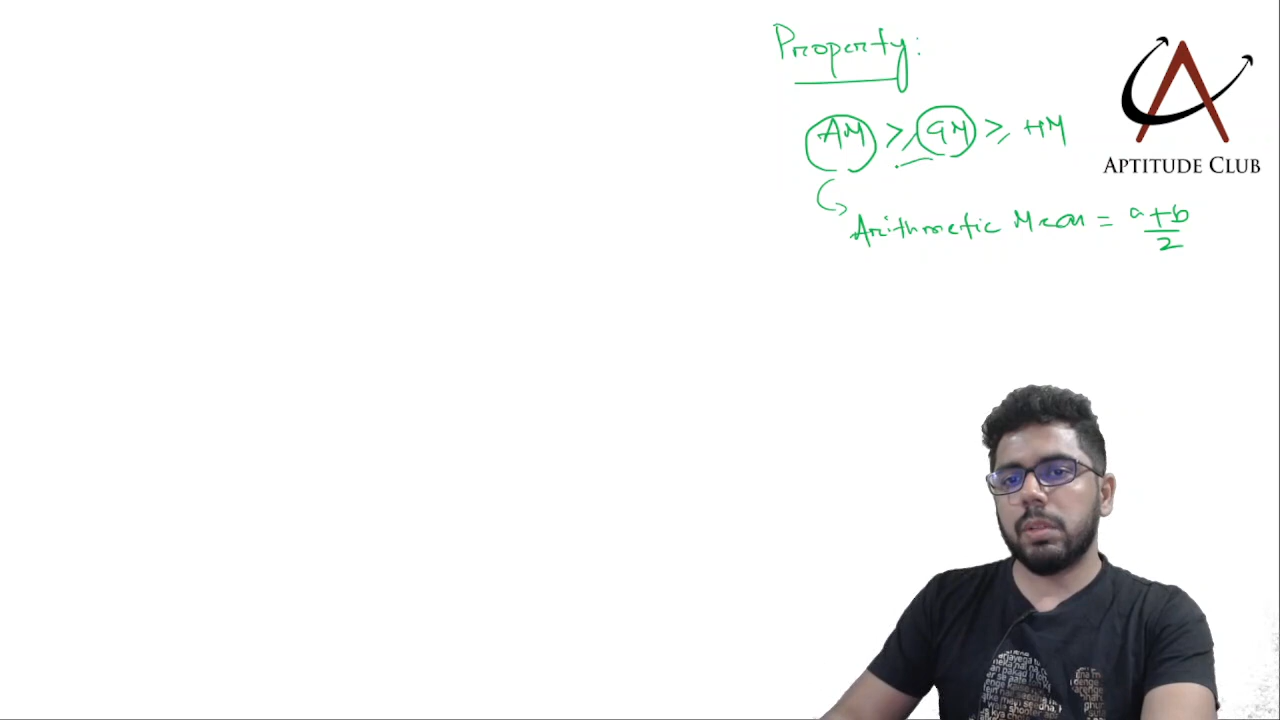 Property:
AM ≥ GM ≥ HM
Arithmetic Mean = a+b
2
APTITUDE CLUB